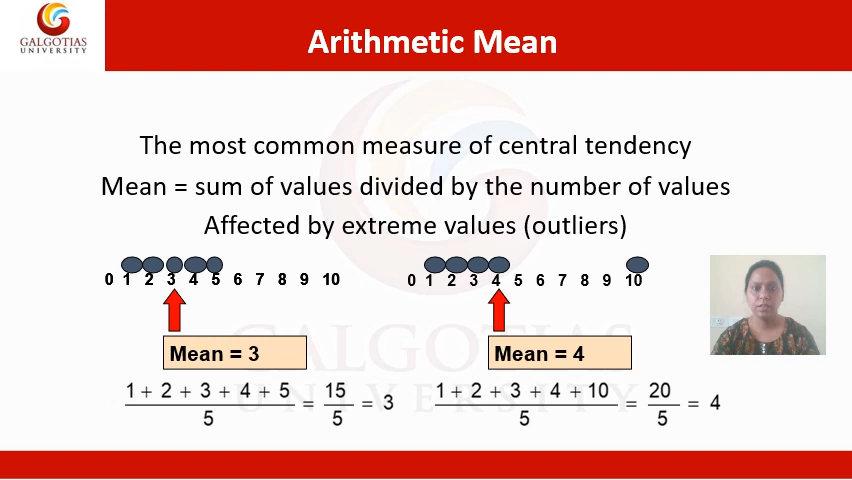 GALGOTIAS
UNIVERSITY
Arithmetic Mean
The most common measure of central tendency
Mean = sum of values divided by the number of values
Affected by extreme values (outliers)
0 1 2 3 4 5 6 7 8 9 10
0 1 2 3 4 5 6 7 8 9 10
Mean = 3
Mean = 4
1 + 2 + 3 + 4 + 5 / 5 = 15 / 5 = 3
1 + 2 + 3 + 4 + 10 / 5 = 20 / 5 = 4
GALGOTIAS
UNIVERSITY